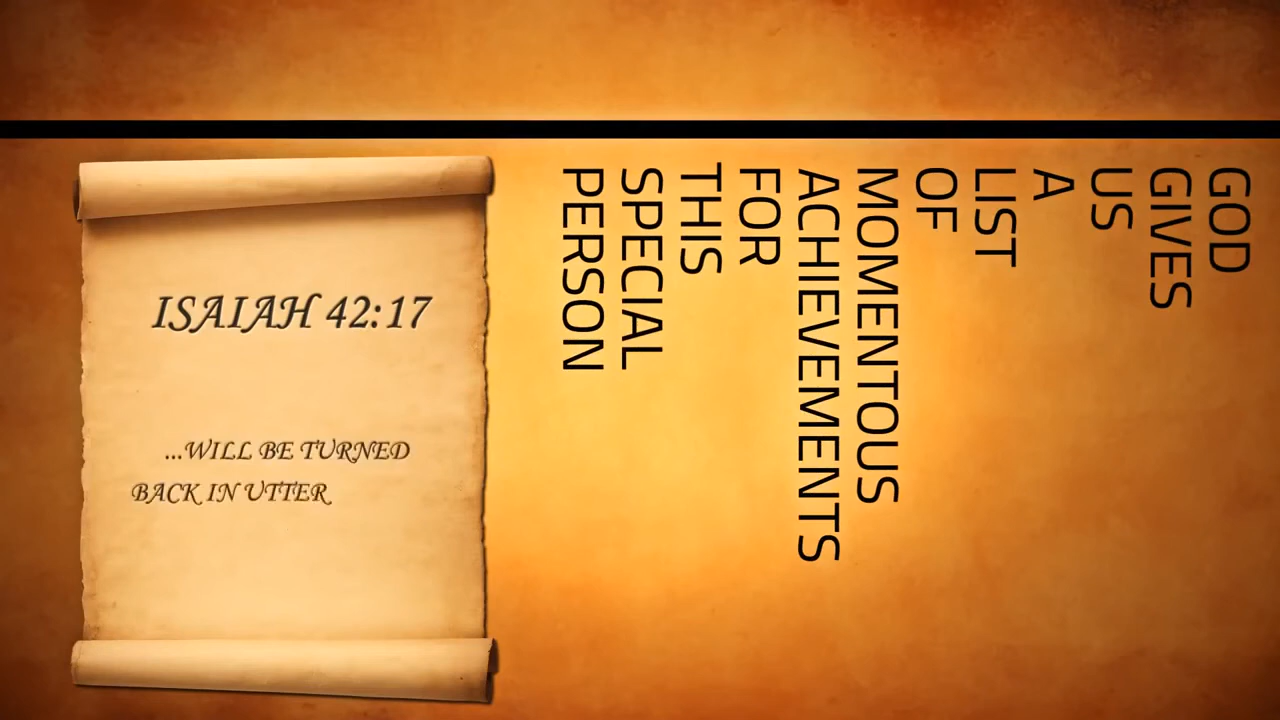 ISAIAH 42:17
...WILL BE TURNED
BACK IN UTTER
GOD
GIVES
US
A
LIST
OF
MOMENTOUS
ACHIEVEMENTS
FOR
THIS
SPECIAL
PERSON